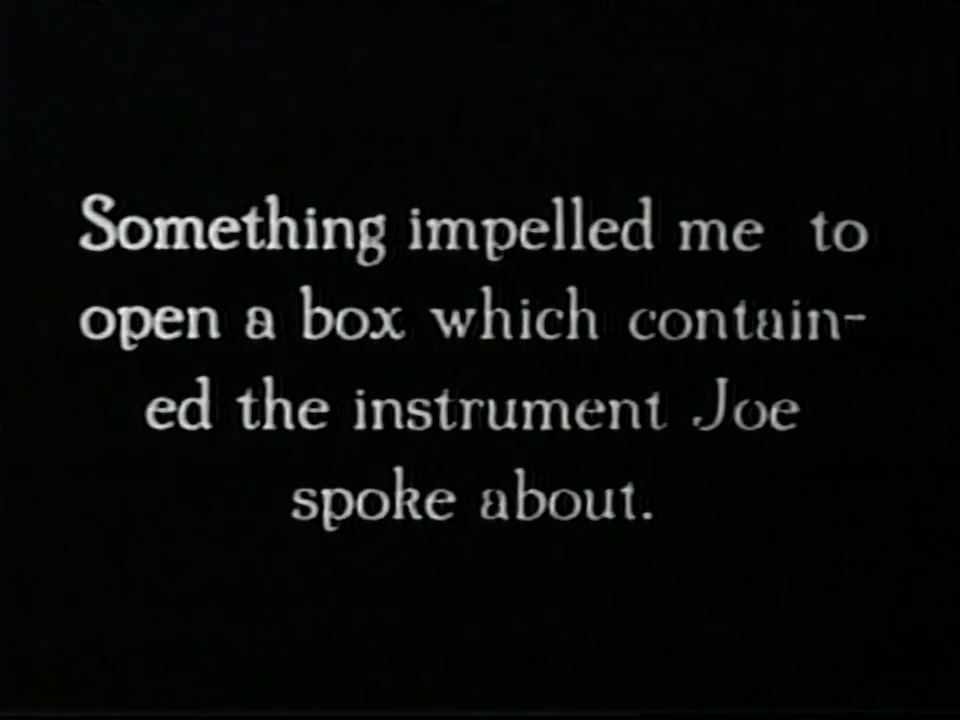 Something impelled me to
open a box which contain-
ed the instrument Joe
spoke about.